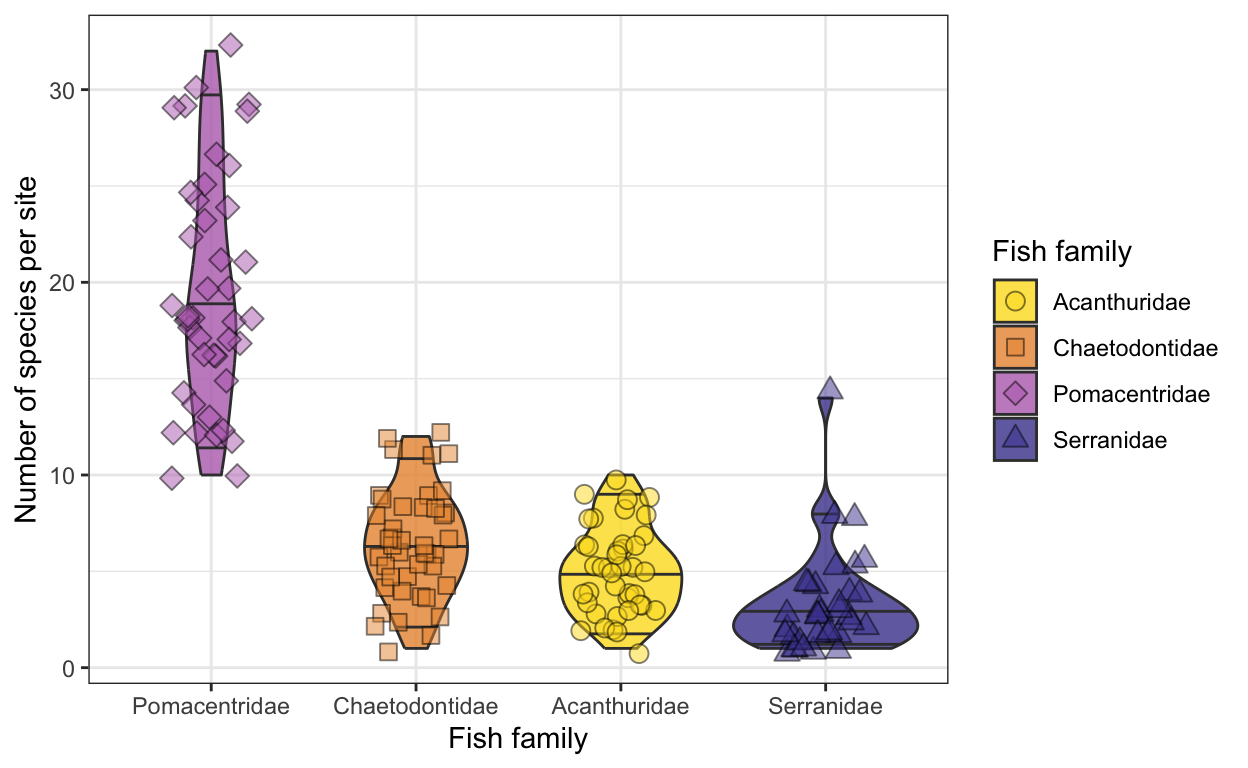 Number of species per site
30
20
10
0
Pomacentridae
Chaetodontidae
Acanthuridae
Serranidae
Fish family
Fish family
Acanthuridae
Chaetodontidae
Pomacentridae
Serranidae